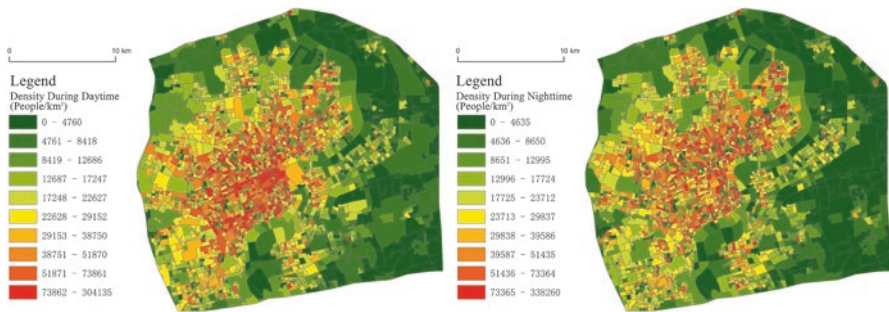 0 10 km
Legend
Density During Daytime
(People/km²)
0 - 4760
4761 - 8418
8419 - 12686
12687 - 17247
17248 - 22627
22628 - 29152
29153 - 38750
38751 - 51870
51871 - 73861
73862 - 304135
0 10 km
Legend
Density During Nighttime
(People/km²)
0 - 4635
4636 - 8650
8651 - 12995
12996 - 17724
17725 - 23712
23713 - 29837
29838 - 39586
39587 - 51435
51436 - 73364
73365 - 338260